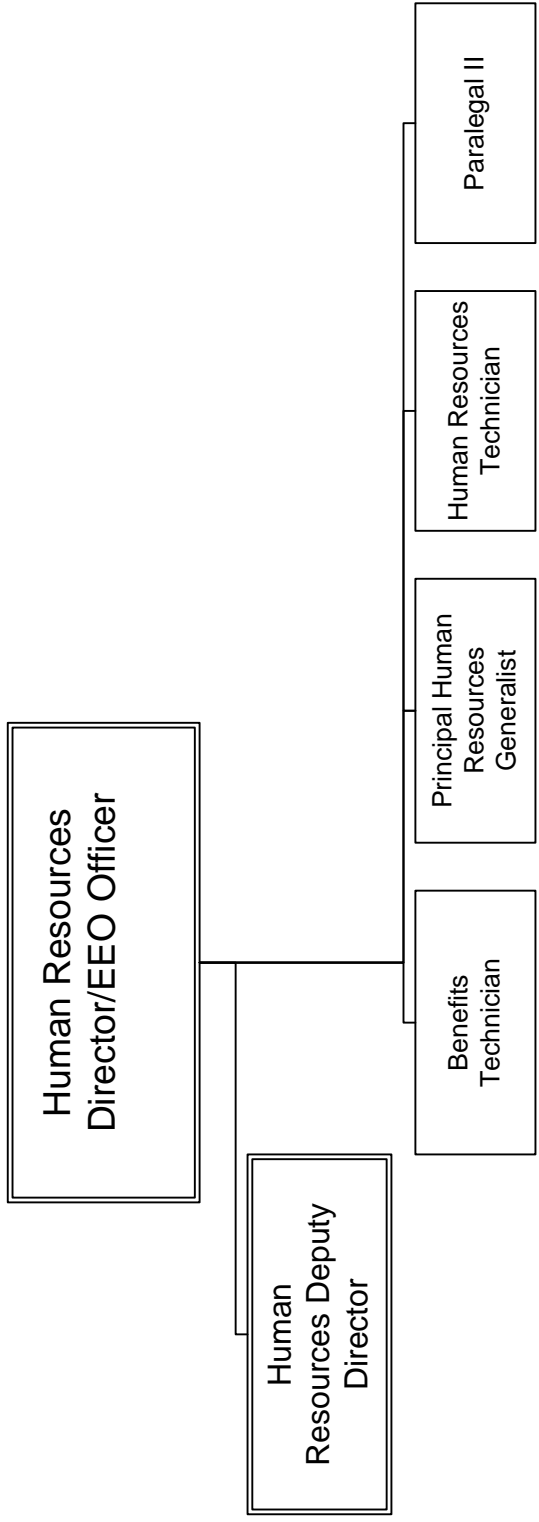 Human Resources
Director/EEO Officer
Human
Resources Deputy
Director
Benefits
Technician
Principal Human
Resources
Generalist
Human Resources
Technician
Paralegal II